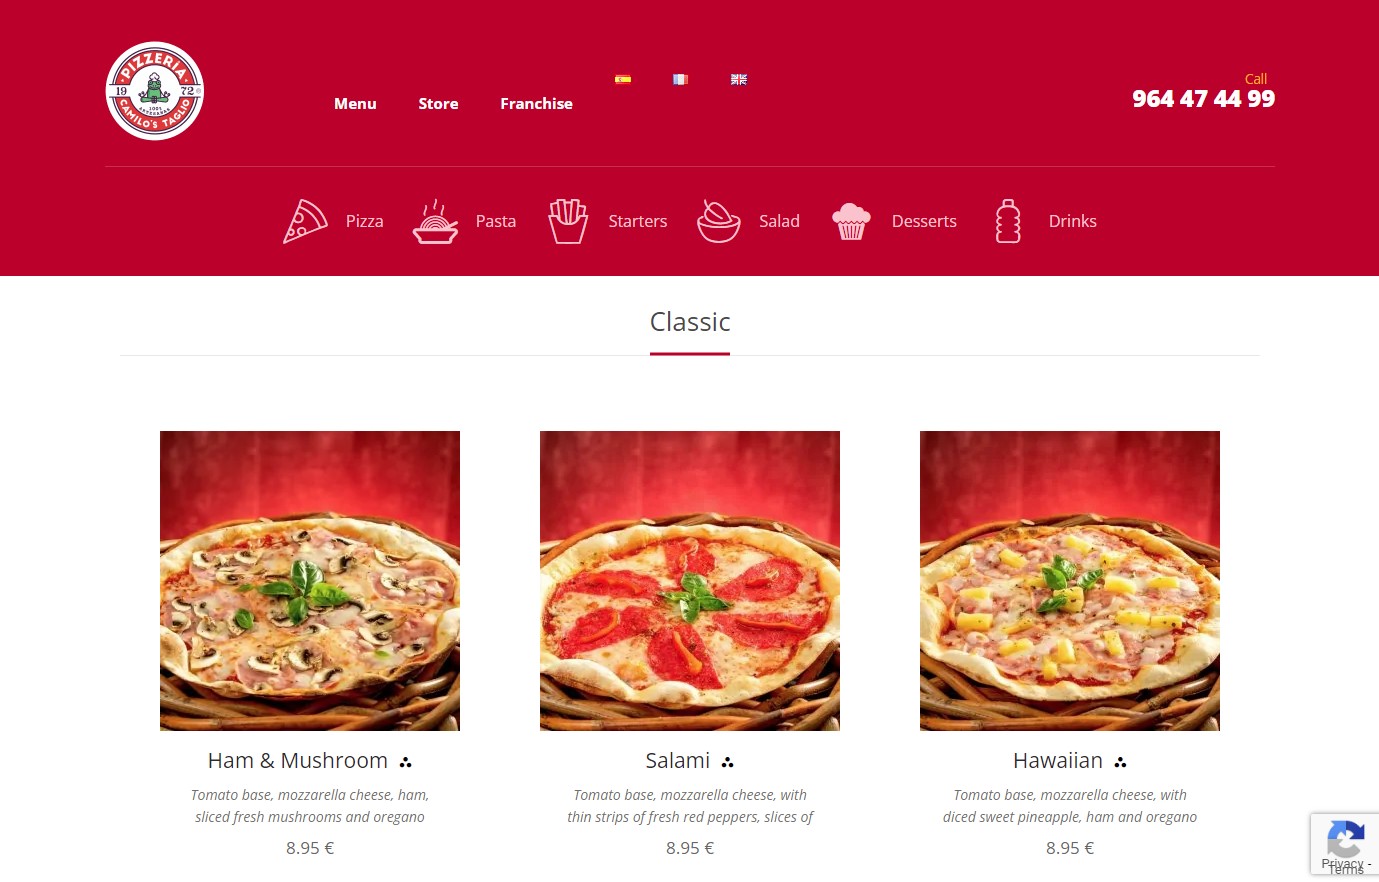 PIZZERIA
19 72 ®
100%
ARTESANAL
CAMILO'S TAGLIO
Menu
Store
Franchise
Call
964 47 44 99
Pizza
Pasta
Starters
Salad
Desserts
Drinks
Classic
Ham & Mushroom
Tomato base, mozzarella cheese, ham,
sliced fresh mushrooms and oregano
8.95 €
Salami
Tomato base, mozzarella cheese, with
thin strips of fresh red peppers, slices of
8.95 €
Hawaiian
Tomato base, mozzarella cheese, with
diced sweet pineapple, ham and oregano
8.95 €
Privacy -
Terms